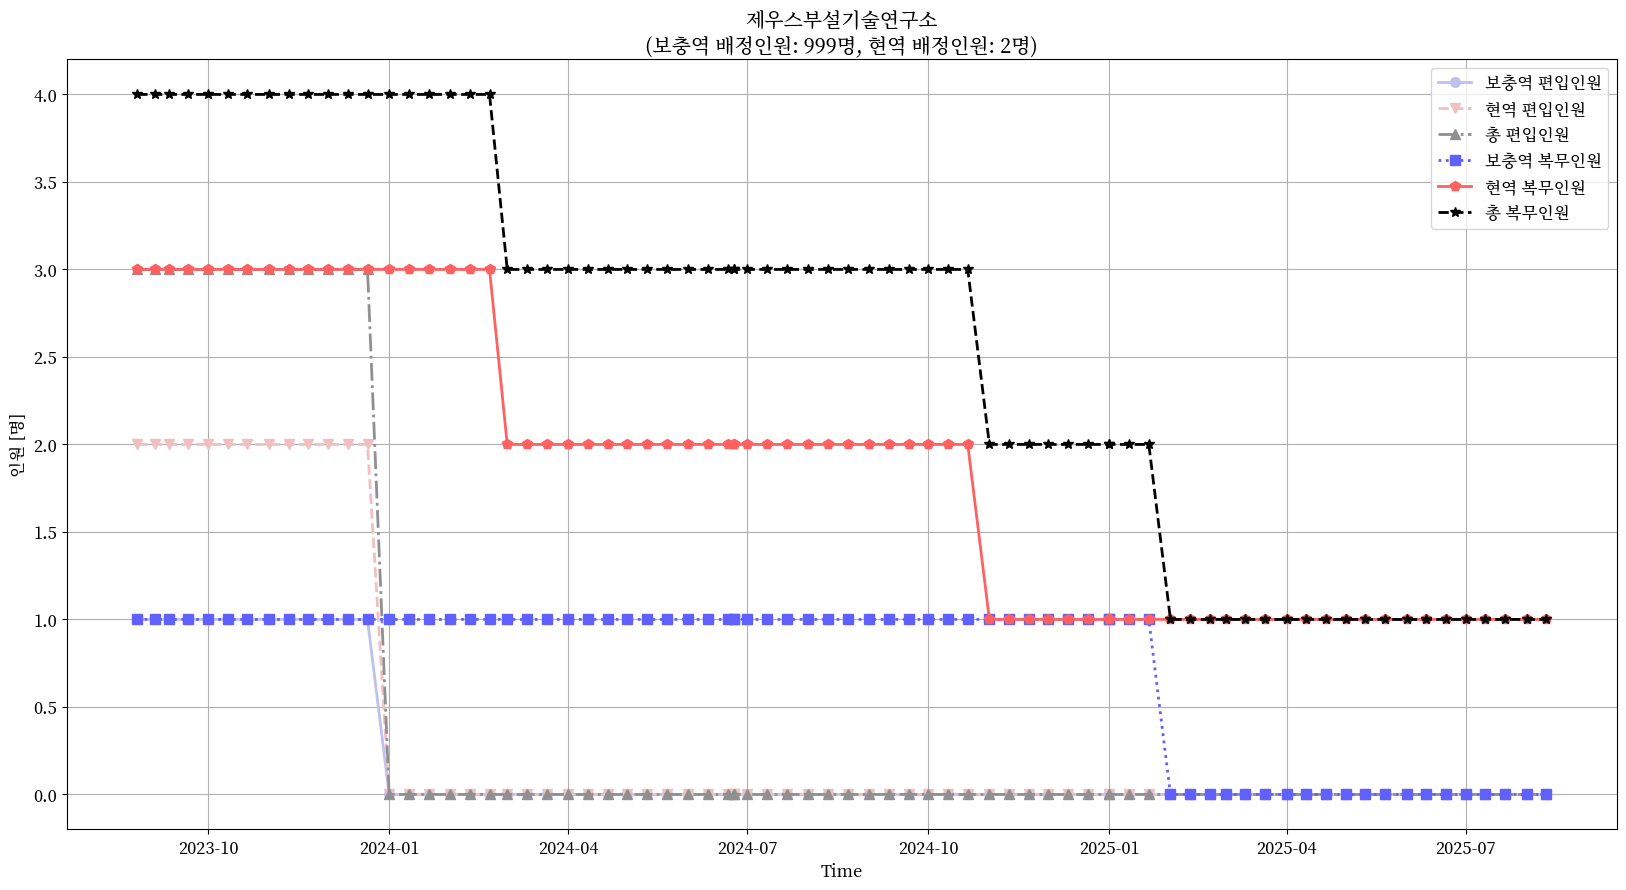 제우스부설기술연구소
(보충역 배정인원: 999명, 현역 배정인원: 2명)
보충역 편입인원
현역 편입인원
총 편입인원
보충역 복무인원
현역 복무인원
총 복무인원
인원 [명]
4.0
3.5
3.0
2.5
2.0
1.5
1.0
0.5
0.0
2023-10
2024-01
2024-04
2024-07
2024-10
2025-01
2025-04
2025-07
Time